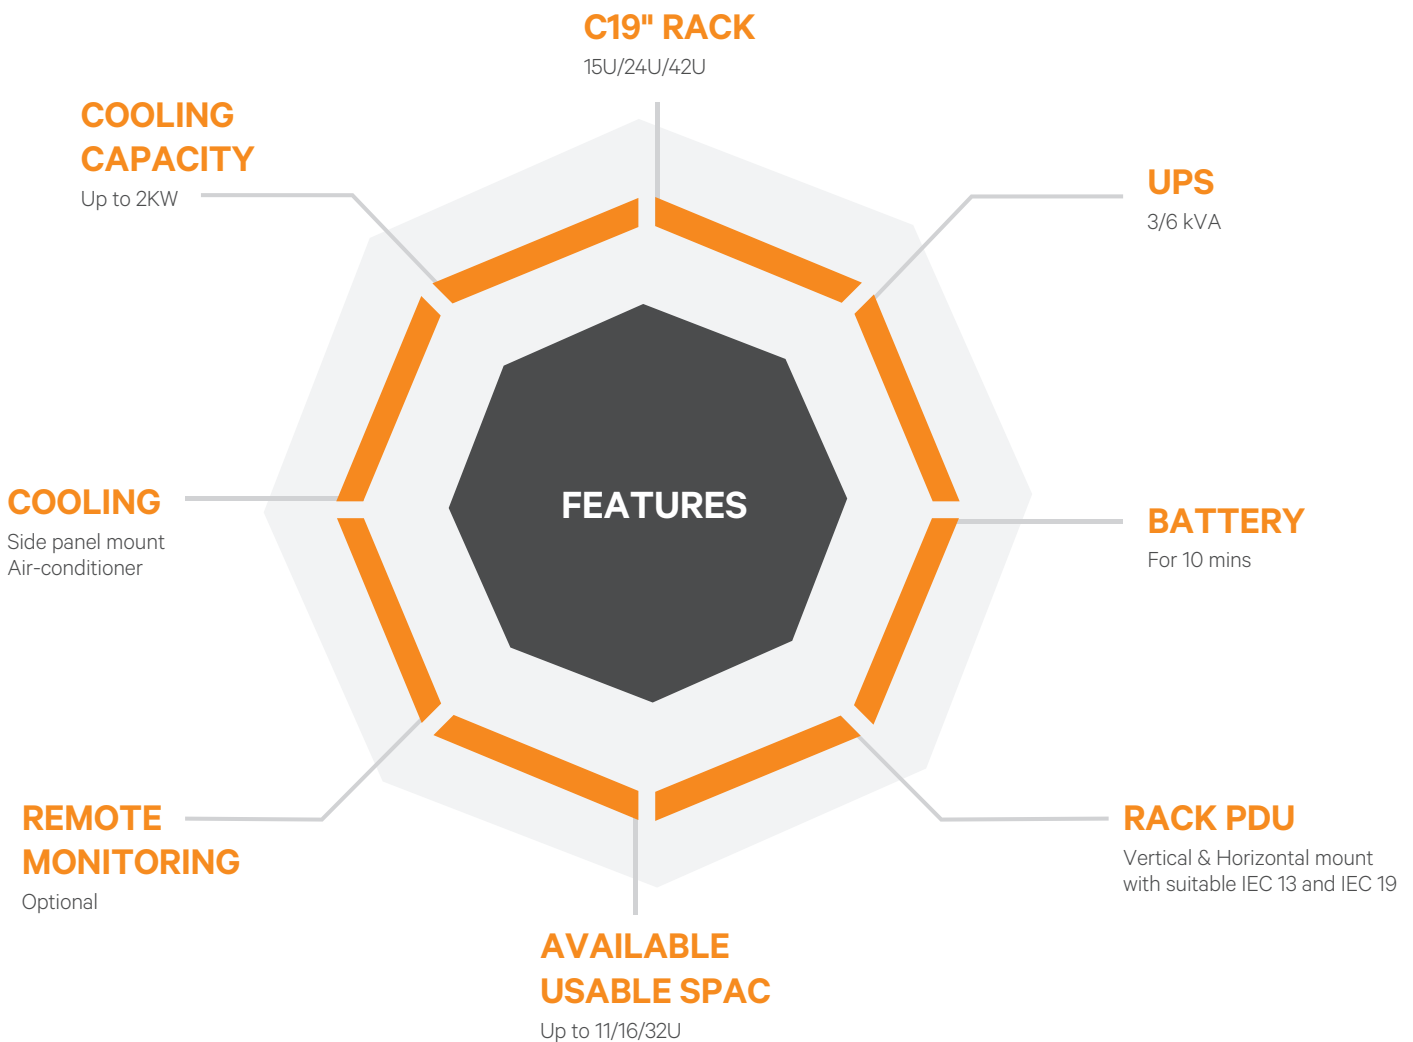 C19" RACK
15U/24U/42U
COOLING
CAPACITY
Up to 2KW
UPS
3/6 kVA
FEATURES
COOLING
Side panel mount
Air-conditioner
BATTERY
For 10 mins
REMOTE
MONITORING
Optional
RACK PDU
Vertical & Horizontal mount
with suitable IEC 13 and IEC 19
AVAILABLE
USABLE SPAC
Up to 11/16/32U